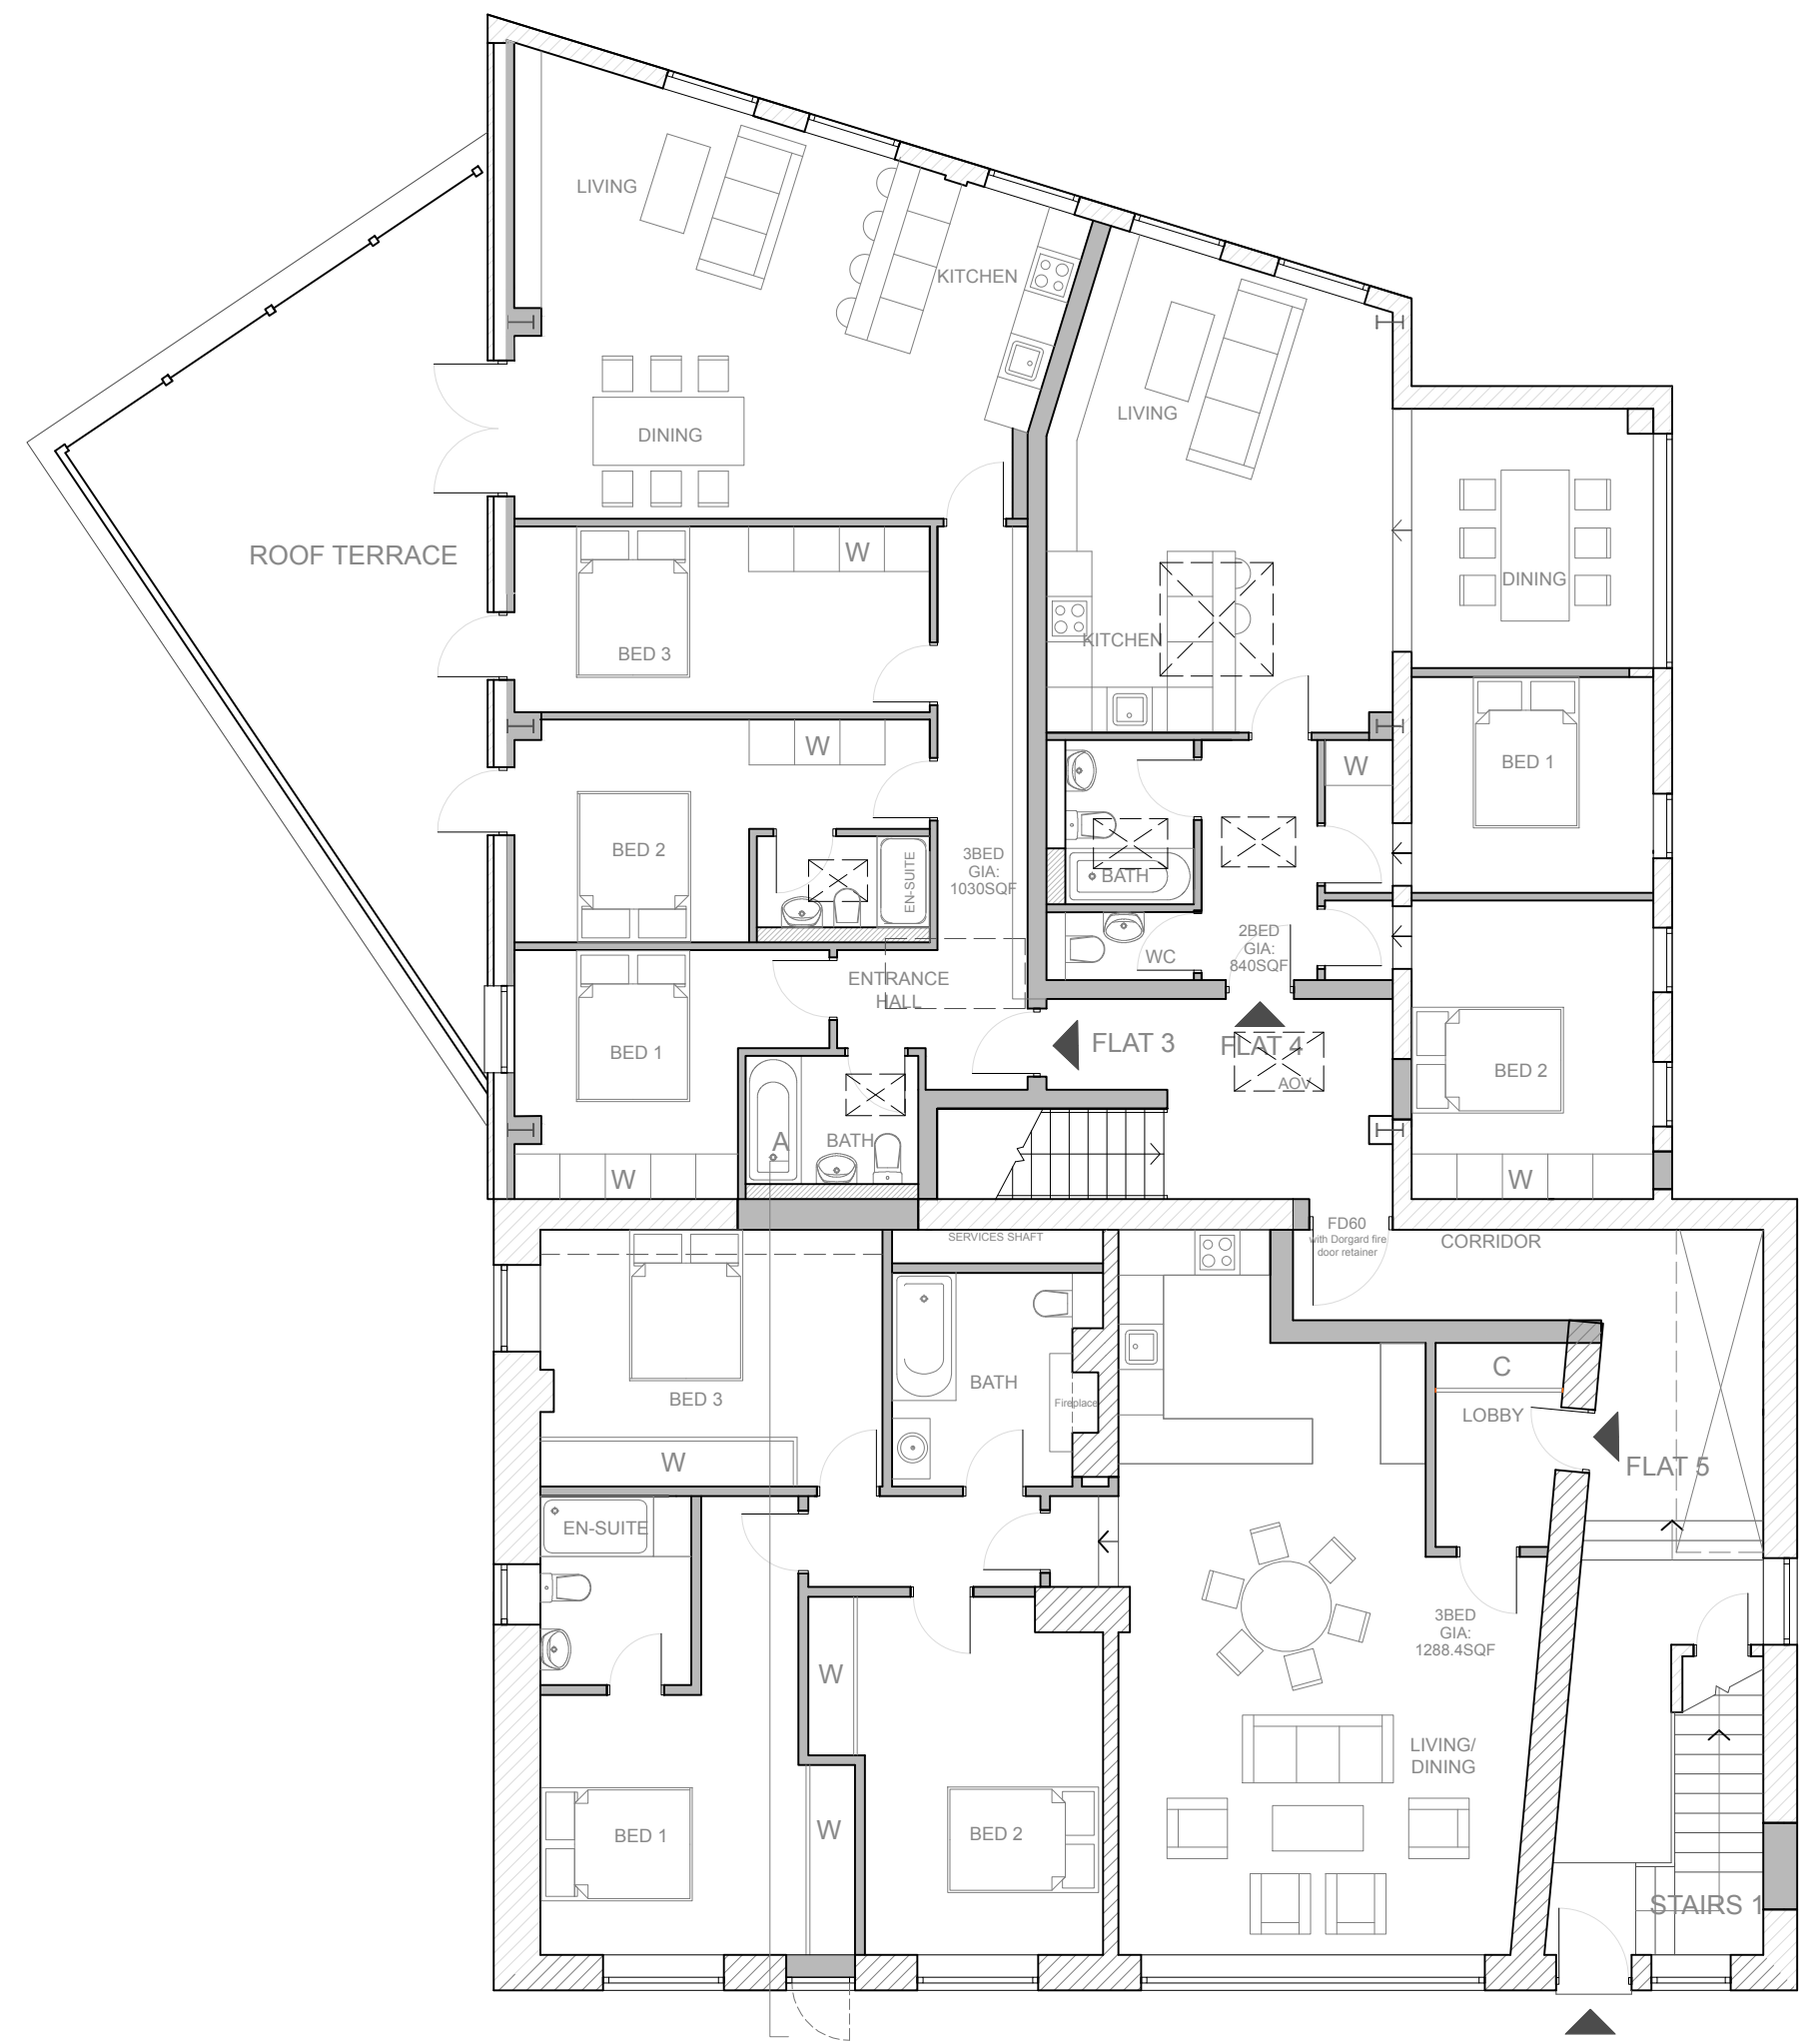 LIVING
KITCHEN
DINING
LIVING
ROOF TERRACE
W
BED 3
KITCHEN
DINING
W
W
BED 1
BED 2
EN-SUITE
3BED
GIA:
1030SQF
BATH
WC
2BED
GIA:
840SQF
ENTRANCE
HALL
BED 1
FLAT 3
FLAT 4
AOV
BED 2
A
BATH
W
W
SERVICES SHAFT
FD60
with Dorgard fire
door retainer
CORRIDOR
BED 3
BATH
Fireplace
C
LOBBY
W
FLAT 5
EN-SUITE
3BED
GIA:
1288.4SQF
W
LIVING/
DINING
BED 1
W
BED 2
STAIRS 1